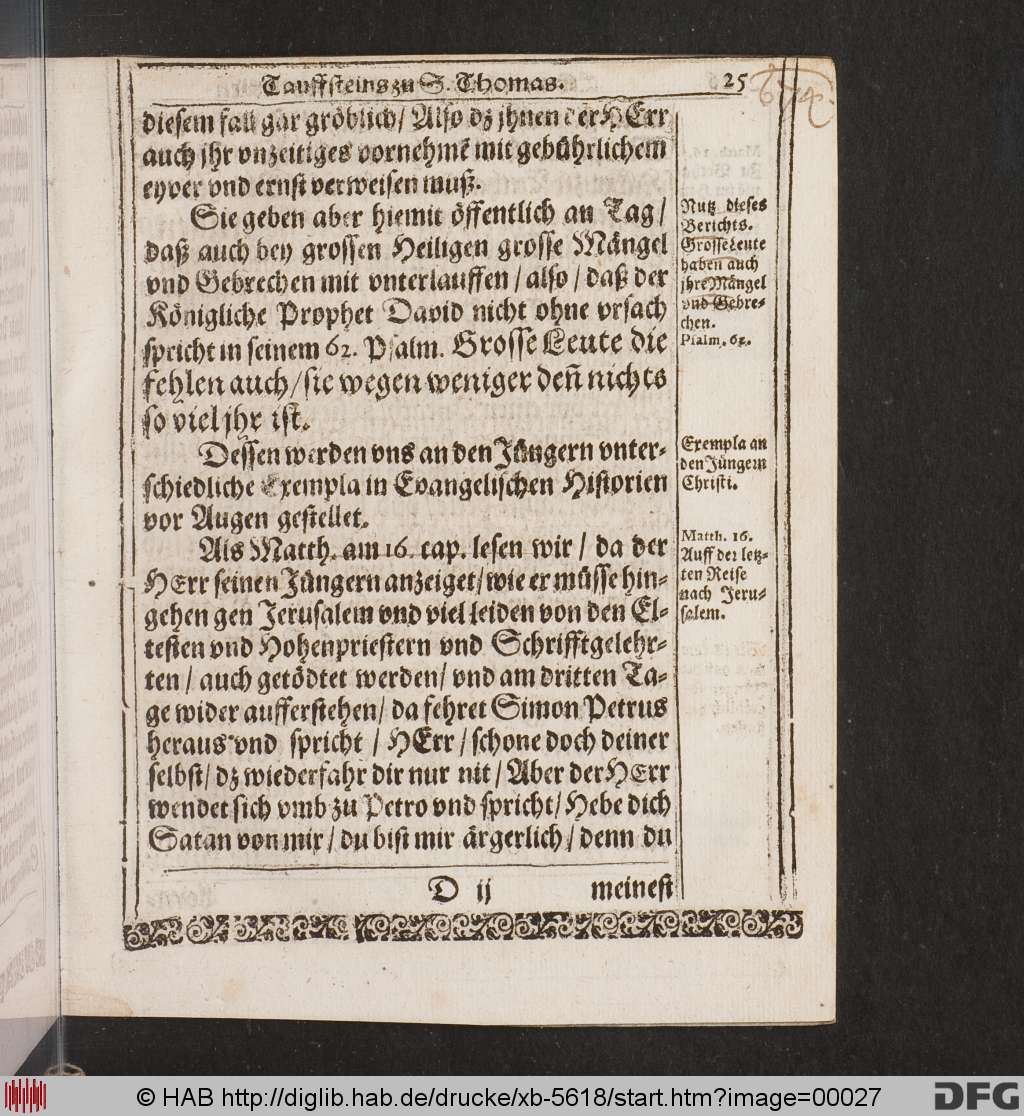 Tauffsteins zu S. Thomas. 25
diesem fall gar gröblich / Also dz jhnen der HErr
auch jhr vnzeitiges vornehmē mit gebührlichem
eyver vnd ernst verweisen muß.
Sie geben aber hiemit öffentlich an Tag /
daß auch bey grossen Heiligen grosse Mängel
vnd Gebrechen mit vnterlauffen / also / daß der
Königliche Prophet David nicht ohne vrsach
spricht in seinem 62. Psalm. Grosse Leute die
fehlen auch / sie wegen weniger deñ nichts
so viel jhr ist.
Dessen werden vns an den Jüngern vnter-
schiedliche Exempla in Evangelischen Historien
vor Augen gestellet.
Als Matth. am 16. cap. lesen wir / da der
HErr seinen Jüngern anzeiget / wie er müsse hin-
gehen gen Jerusalem vnd viel leiden von den El-
testen vnd Hohenpriestern vnd Schrifftgelehr-
ten / auch getödtet werden / vnd am dritten Ta-
ge wider aufferstehen / da fehret Simon Petrus
heraus vnd spricht / HErr / schone doch deiner
selbst / dz wiederfahr dir nur nit / Aber der HErr
wendet sich vmb zu Petro vnd spricht / Hebe dich
Satan von mir / du bist mir ärgerlich / denn du
D ij meinest
Nutz dieses
Berichts.
Grosse Leute
haben auch
jhre Mängel
vnd Gebre-
chen.
Psalm. 62.
Exempla an
den Jüngern
Christi.
Matth. 16.
Auff der letz-
ten Reise
nach Jeru-
salem.
© HAB http://diglib.hab.de/drucke/xb-5618/start.htm?image=00027
DFG